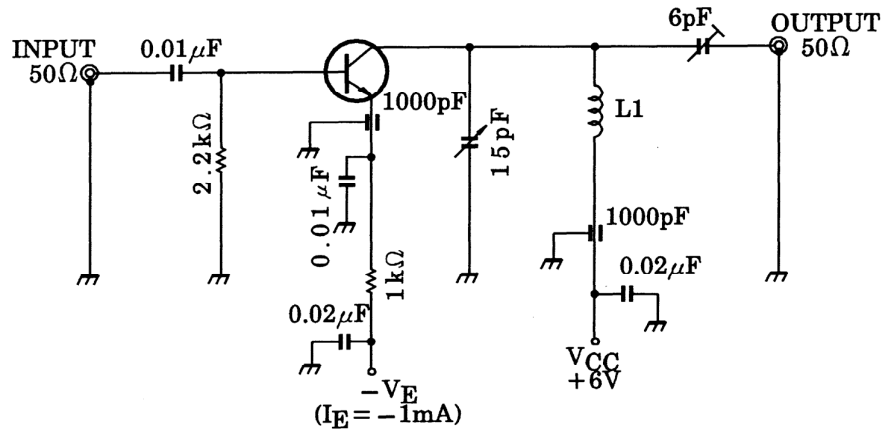 INPUT
50Ω
0.01μF
2.2kΩ
1000pF
0.01μF
1kΩ
0.02μF
−VE
(IE = −1mA)
15pF
6pF
OUTPUT
50Ω
L1
1000pF
0.02μF
VCC
+6V